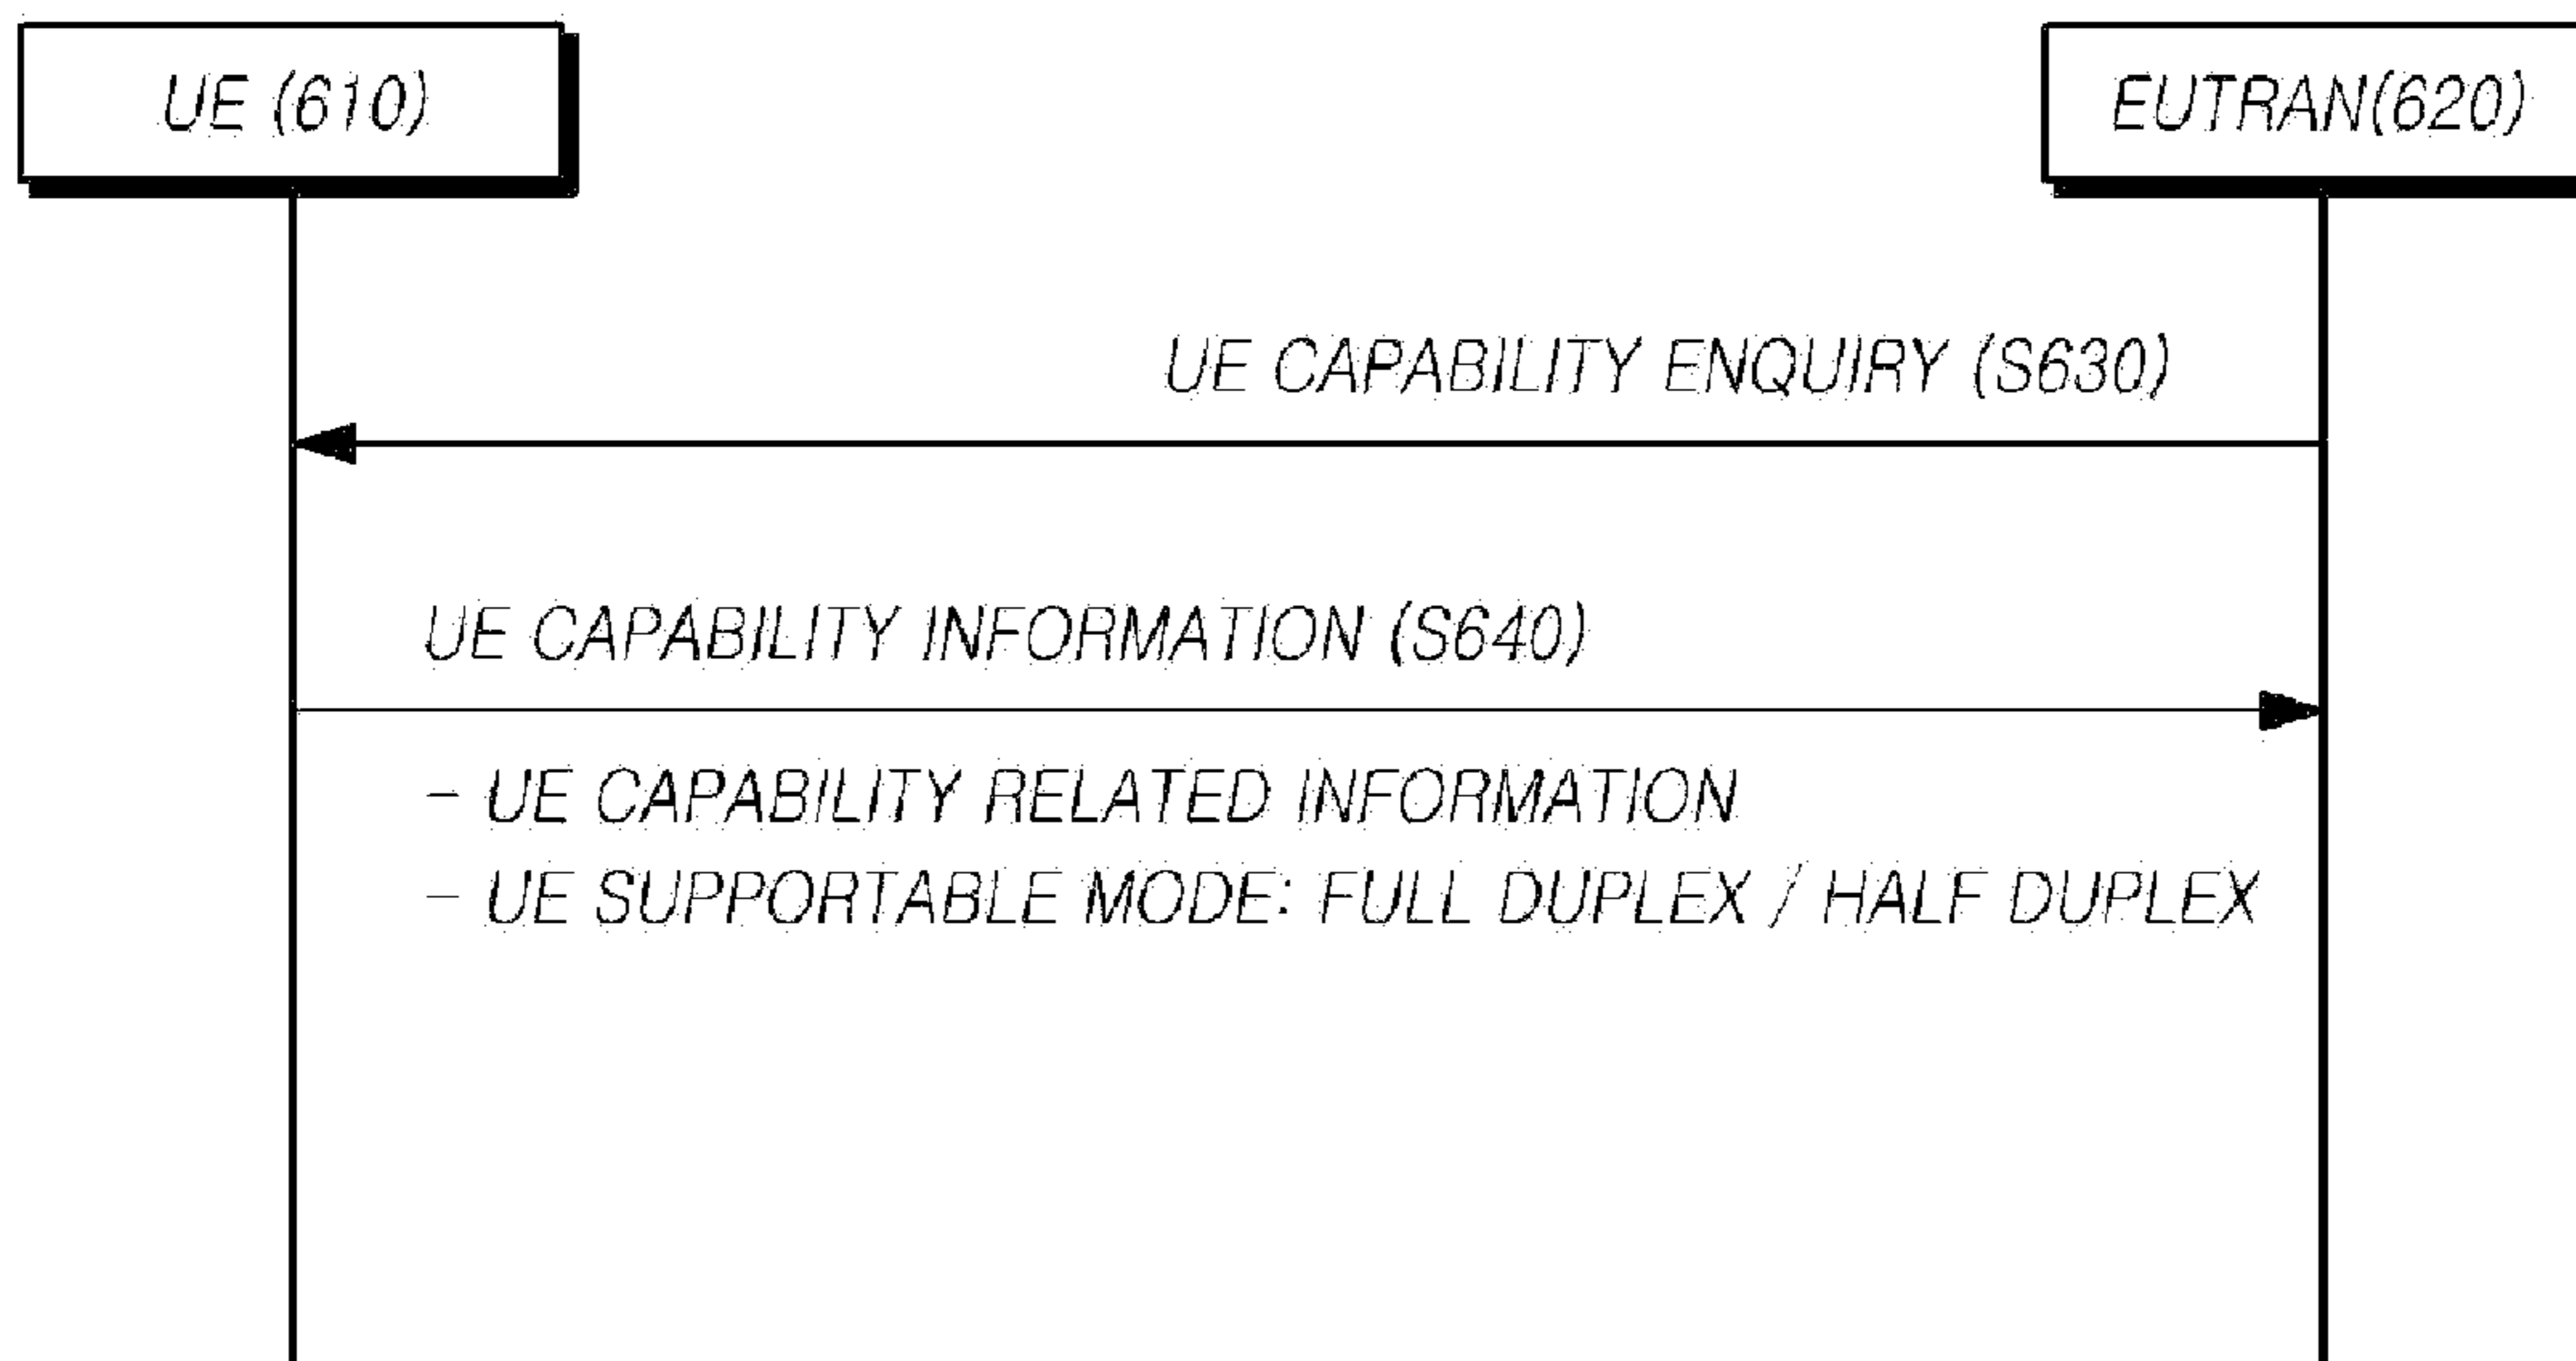 UE (610)
EUTRAN(620)
UE CAPABILITY ENQUIRY (S630)
UE CAPABILITY INFORMATION (S640)
- UE CAPABILITY RELATED INFORMATION
- UE SUPPORTABLE MODE: FULL DUPLEX / HALF DUPLEX